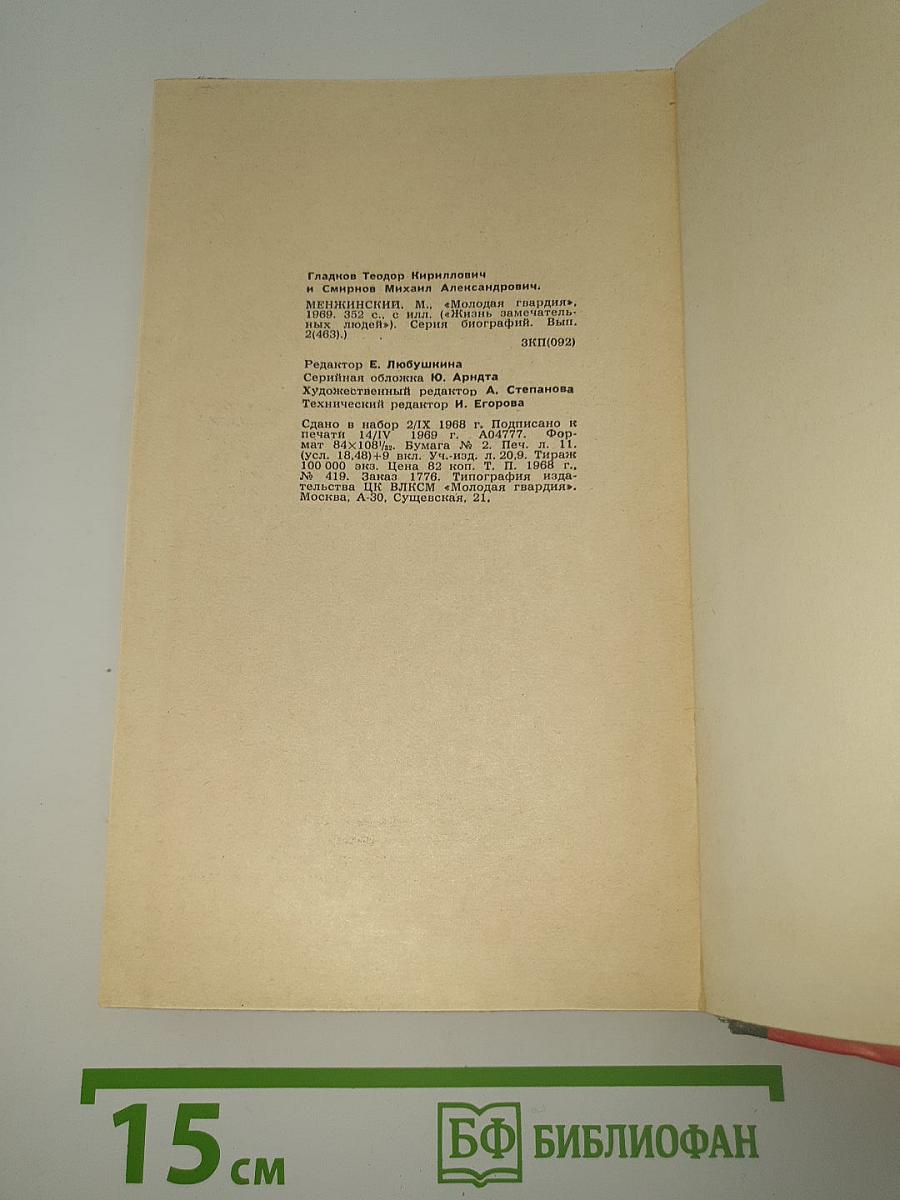 Гладков Теодор Кириллович
и Смирнов Михаил Александрович.
МЕНЖИНСКИЙ. М., «Молодая гвардия»,
1969. 352 с., с илл. («Жизнь замечатель-
ных людей»). Серия биографий. Вып.
2(463).)
3КП(092)
Редактор Е. Любушкина
Серийная обложка Ю. Арндта
Художественный редактор А. Степанова
Технический редактор И. Егорова
Сдано в набор 2/IX 1968 г. Подписано к
печати 14/IV 1969 г. А04777. Фор-
мат 84×108¹/₃₂. Бумага № 2. Печ. л. 11.
(усл. 18,48)+9 вкл. Уч.-изд. л. 20,9. Тираж
100 000 экз. Цена 82 коп. Т. П. 1968 г.,
№ 419. Заказ 1776. Типография изда-
тельства ЦК ВЛКСМ «Молодая гвардия».
Москва, А-30, Сущевская, 21.
15 см
БФ БИБЛИОФАН